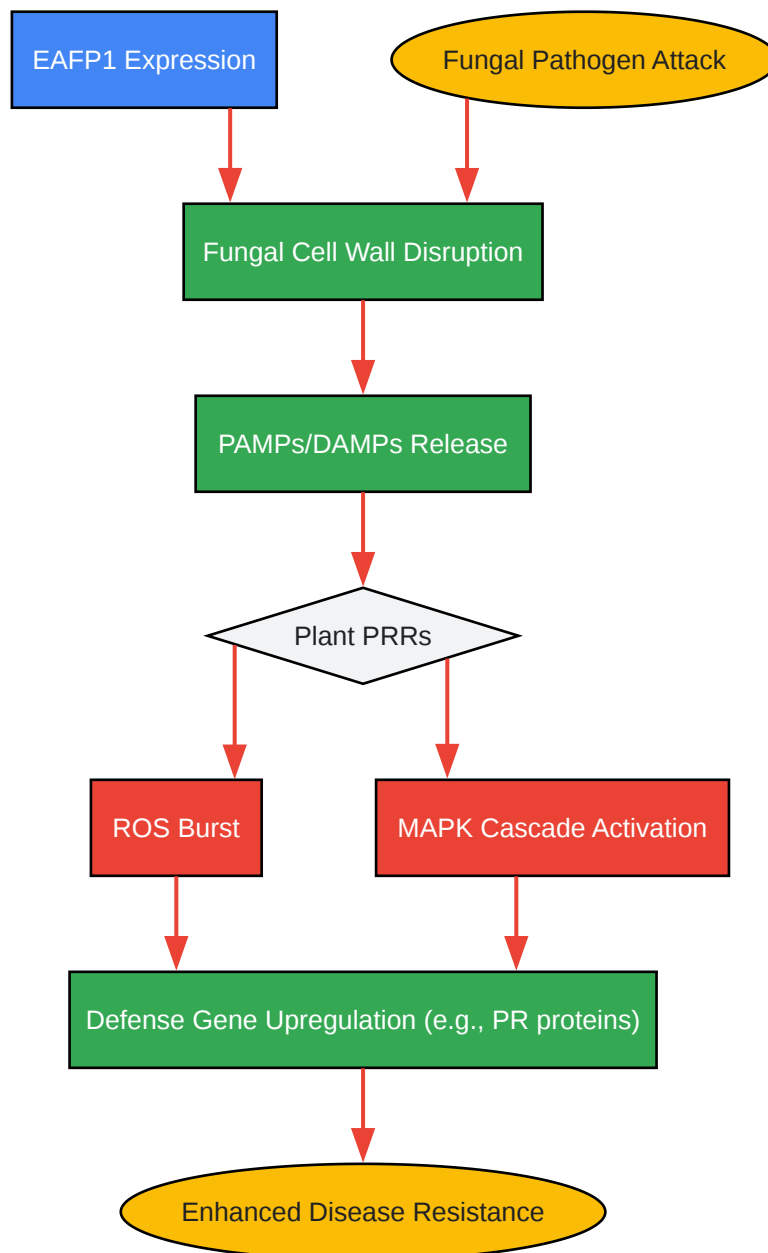 EAFP1 Expression
Fungal Pathogen Attack
Fungal Cell Wall Disruption
PAMPs/DAMPs Release
Plant PRRs
ROS Burst
MAPK Cascade Activation
Defense Gene Upregulation (e.g., PR proteins)
Enhanced Disease Resistance